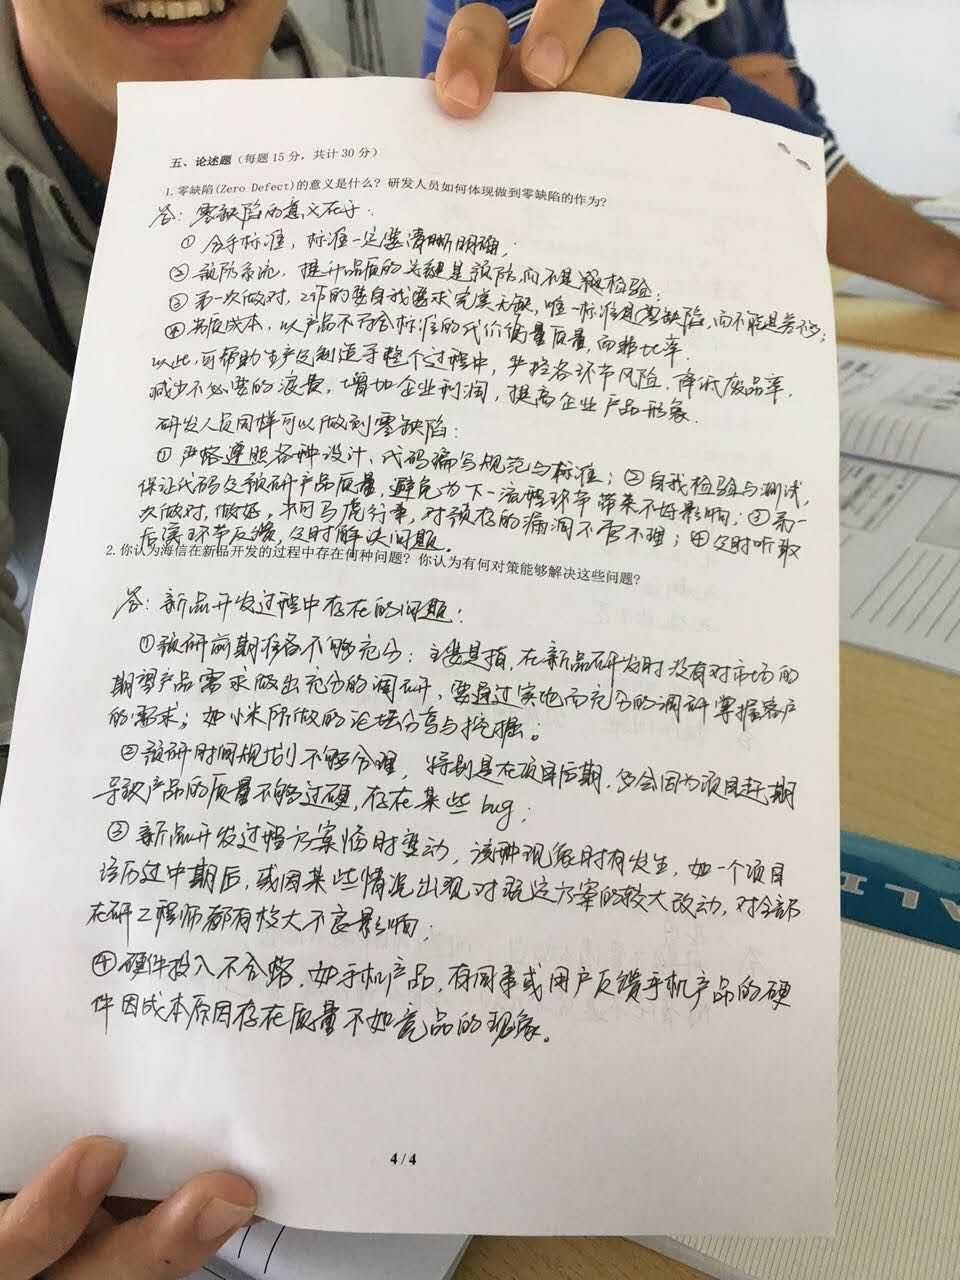 五、论述题（每题 15 分，共计 30 分）
1. 零缺陷(Zero Defect)的意义是什么？研发人员如何体现做到零缺陷的作为？
答：零缺陷的意义在于：
① 合乎标准，标准一定要清晰明确；
② 预防系统，提升品质的关键是预防而不是检验；
③ 第一次做对，工作的要自我要求完美无缺，唯一标准是零缺陷，而不能是差不多；
④ 劣质成本，以产品不符合标准的代价衡量质量，而非比率．
以此，可帮助生产及制造等整个过程中，严控各环节风险，降低废品率，
减少不必要的浪费，增加企业利润，提高企业产品形象．
研发人员同样可以做到零缺陷：
① 严格遵照各种设计、代码编写规范与标准；② 自我检验与测试，
保证代码及预研产品质量，避免为下一流程环节带来不好影响；③ 第一
次做对，做好，不可马虎行事，对预存的漏洞不管不理；④ 及时听取
后续环节反馈，及时解决问题。
2. 你认为海信在新品开发的过程中存在何种问题？你认为有何对策能够解决这些问题？
答：新品开发过程中存在的问题：
① 预研前期准备不够充分：主要是指，在新品研发时没有对市场的
期望产品需求做出充分的调研，要通过实地而充分的调研掌握客户
的需求；如小米所做的论坛分享与挖掘。
② 预研时间规划不够合理，特别是在项目后期，多会因为项目赶期
导致产品的质量不够过硬，存在某些bug；
③ 新品开发过程方案临时变动，该种现象时有发生，如一个项目
经历过中期后，或因某些情况出现对既定方案的较大改动，对全部
在研工程师都有较大不良影响；
④ 硬件投入不合格，如手机产品，有同事或用户反馈手机产品的硬
件因成本原因存在质量不如竞品的现象。
4 / 4
ALI